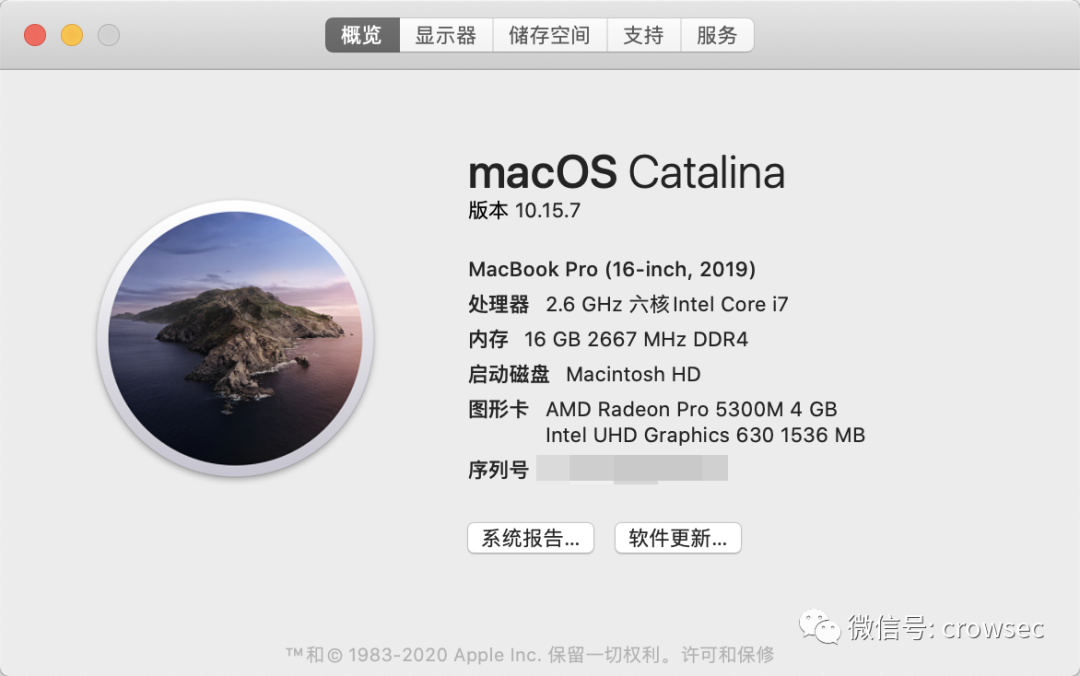 概览 显示器 储存空间 支持 服务
macOS Catalina
版本 10.15.7
MacBook Pro (16-inch, 2019)
处理器 2.6 GHz 六核Intel Core i7
内存 16 GB 2667 MHz DDR4
启动磁盘 Macintosh HD
图形卡 AMD Radeon Pro 5300M 4 GB
Intel UHD Graphics 630 1536 MB
序列号
系统报告... 软件更新...
微信号: crowsec
™和© 1983-2020 Apple Inc. 保留一切权利。许可和保修